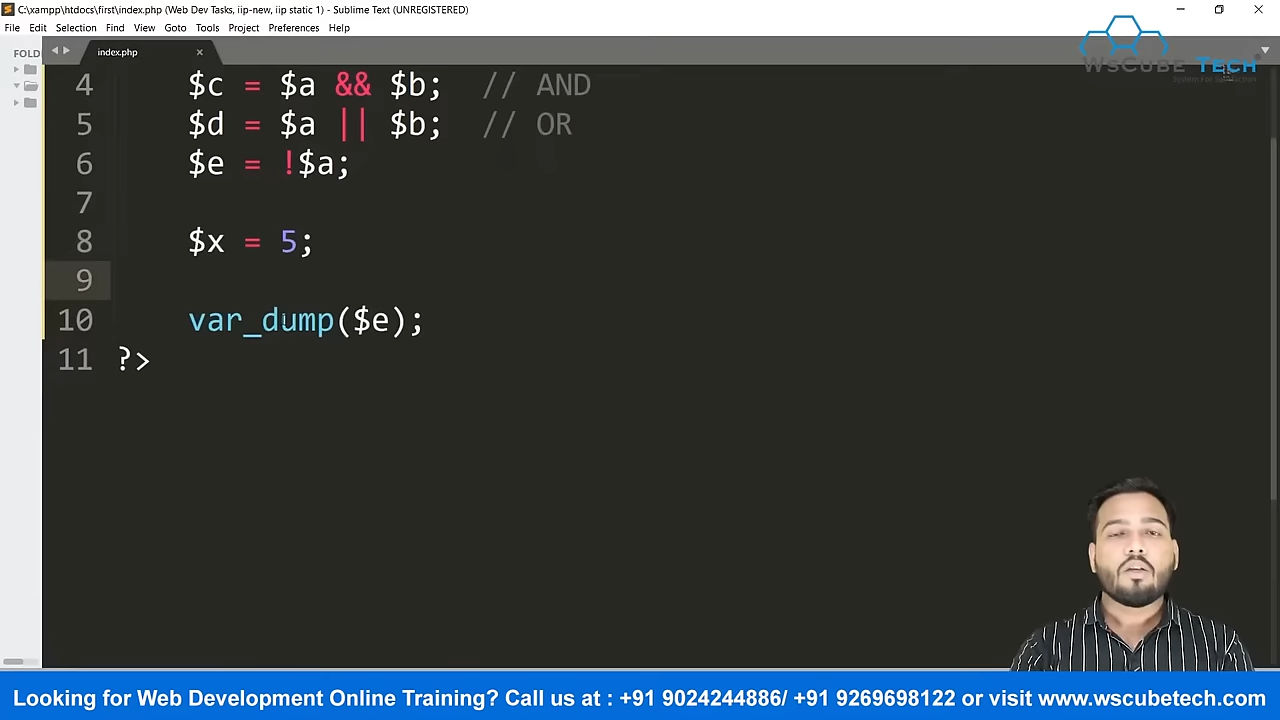 C:\xampp\htdocs\first\index.php (Web Dev Tasks, iip-new, iip static 1) - Sublime Text (UNREGISTERED)
File Edit Selection Find View Goto Tools Project Preferences Help
FOLD
index.php
WsCube Tech
4 $c = $a && $b; // AND
5 $d = $a || $b; // OR
6 $e = !$a;
7
8 $x = 5;
9
10 var_dump($e);
11 ?>
Looking for Web Development Online Training? Call us at : +91 9024244886/ +91 9269698122 or visit www.wscubetech.com